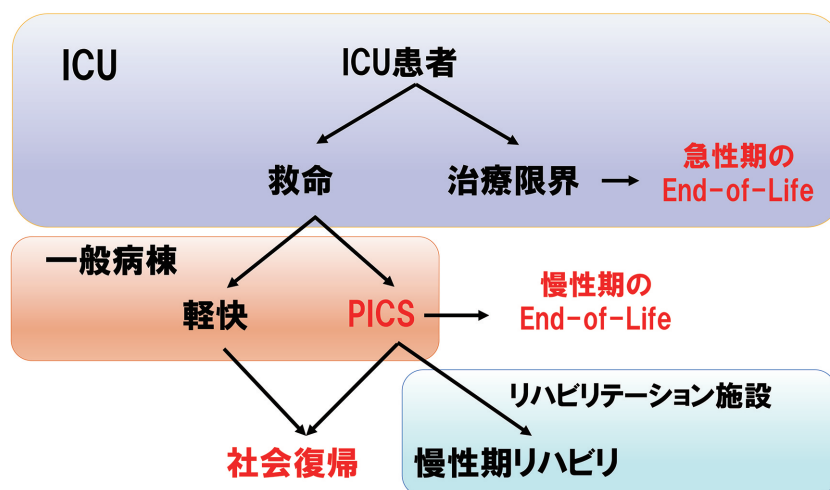 ICU
ICU患者
救命
治療限界
急性期の
End-of-Life
一般病棟
軽快
PICS
慢性期の
End-of-Life
リハビリテーション施設
社会復帰
慢性期リハビリ